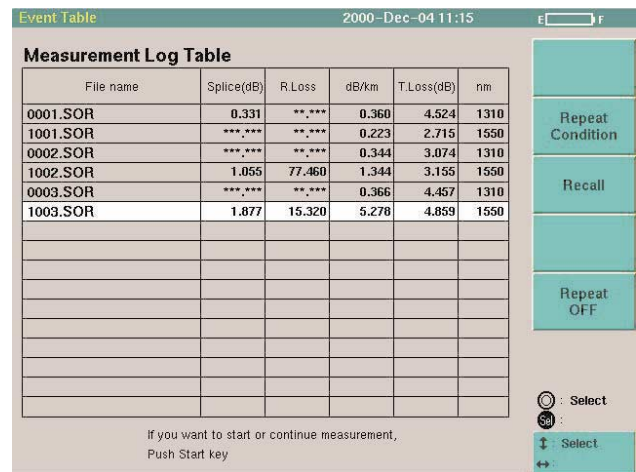 Event Table 2000-Dec-04 11:15 E F
Measurement Log Table
File name Splice(dB) R.Loss dB/km T.Loss(dB) nm
0001.SOR 0.331 **.*** 0.360 4.524 1310
1001.SOR ***.*** **.*** 0.223 2.715 1550
0002.SOR ***.*** **.*** 0.344 3.074 1310
1002.SOR 1.055 77.460 1.344 3.155 1550
0003.SOR ***.*** **.*** 0.366 4.457 1310
1003.SOR 1.877 15.320 5.278 4.859 1550
Repeat
Condition
Recall
Repeat
OFF
If you want to start or continue measurement,
Push Start key
: Select
Sel :
↕ : Select
↔ :